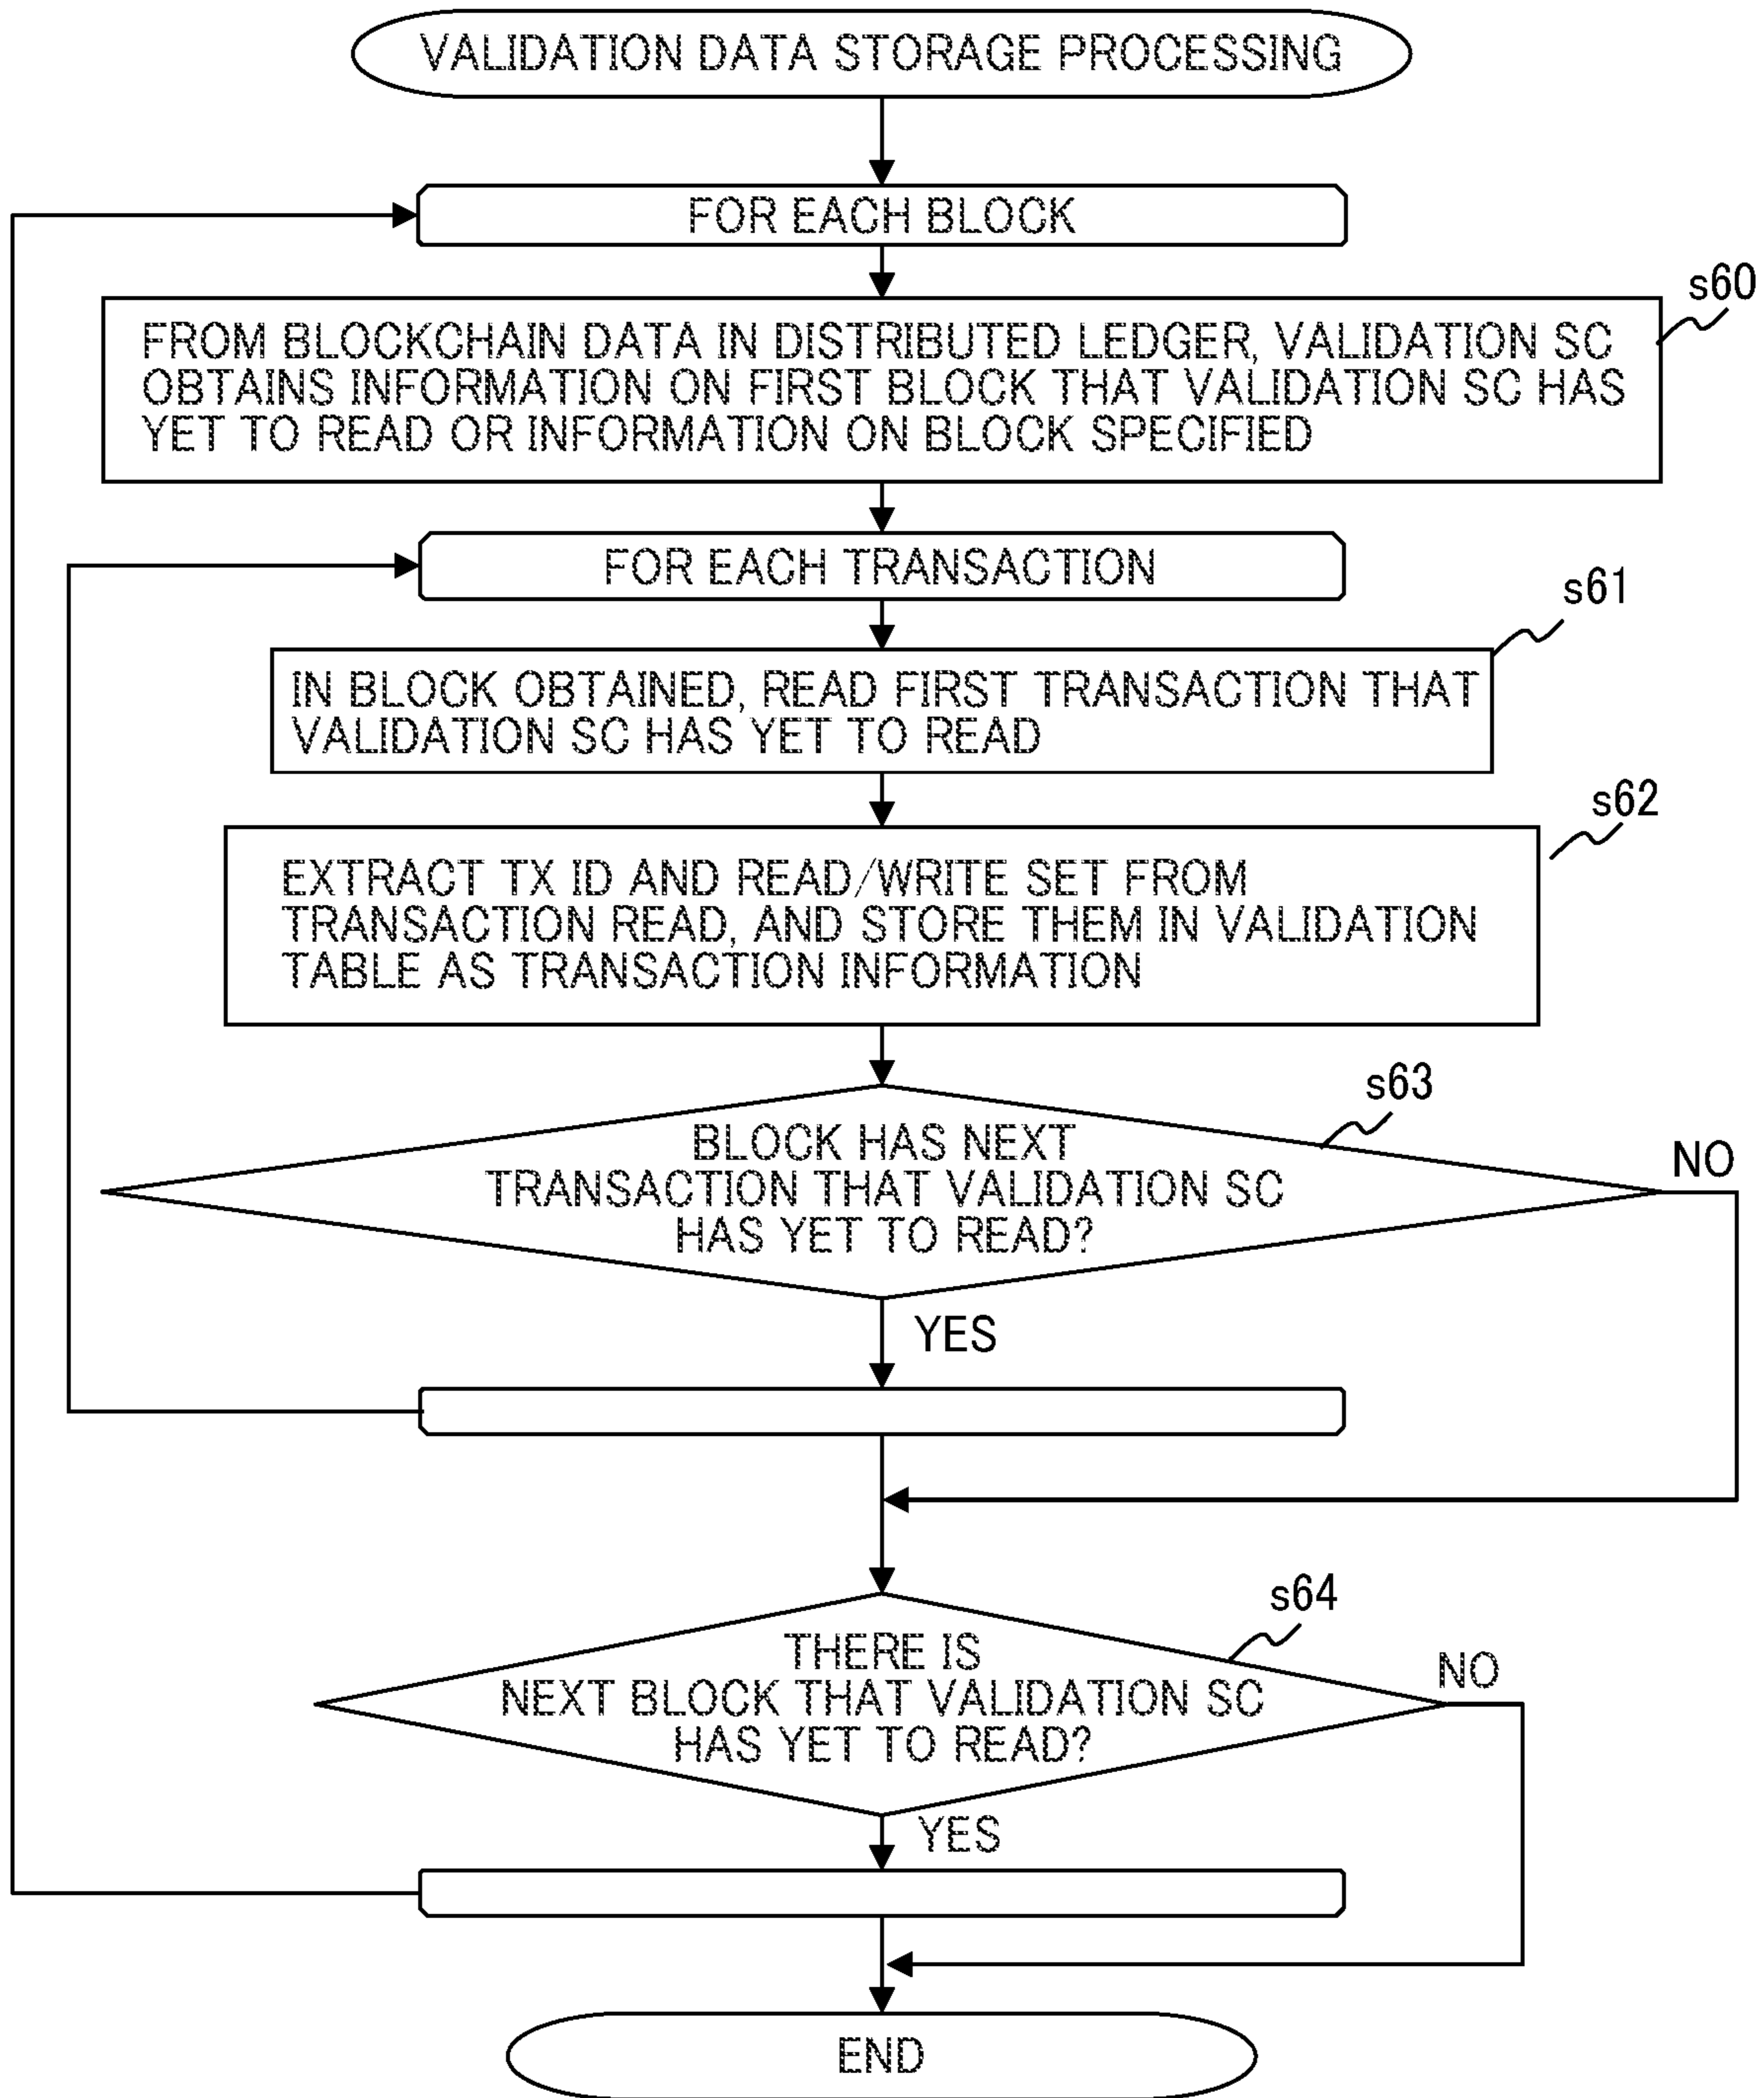 VALIDATION DATA STORAGE PROCESSING
FOR EACH BLOCK
s60
FROM BLOCKCHAIN DATA IN DISTRIBUTED LEDGER, VALIDATION SC
OBTAINS INFORMATION ON FIRST BLOCK THAT VALIDATION SC HAS
YET TO READ OR INFORMATION ON BLOCK SPECIFIED
FOR EACH TRANSACTION
s61
IN BLOCK OBTAINED, READ FIRST TRANSACTION THAT
VALIDATION SC HAS YET TO READ
s62
EXTRACT TX ID AND READ/WRITE SET FROM
TRANSACTION READ, AND STORE THEM IN VALIDATION
TABLE AS TRANSACTION INFORMATION
s63
BLOCK HAS NEXT
TRANSACTION THAT VALIDATION SC
HAS YET TO READ?
NO
YES
s64
THERE IS
NEXT BLOCK THAT VALIDATION SC
HAS YET TO READ?
NO
YES
END